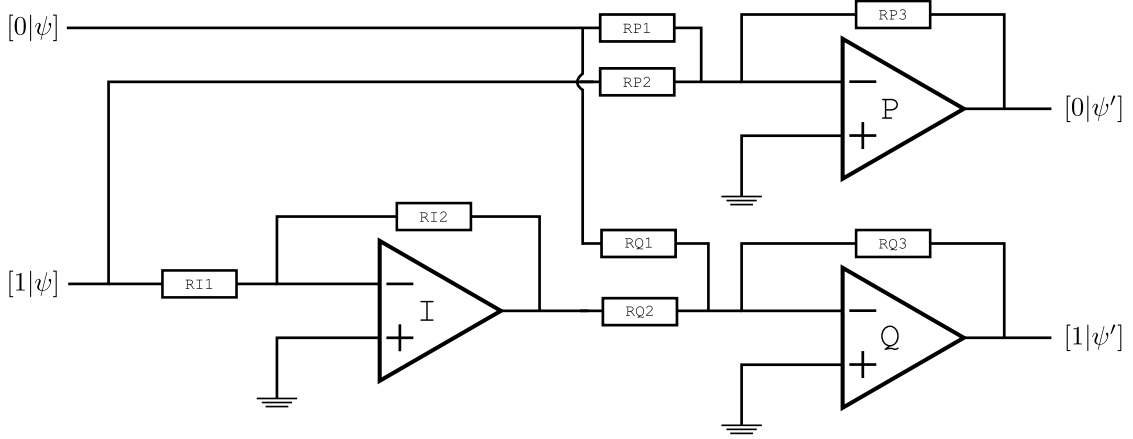 [0|ψ]
RP1
RP3
RP2
P
[0|ψ′]
RI2
RQ1
RQ3
[1|ψ]
RI1
I
RQ2
Q
[1|ψ′]